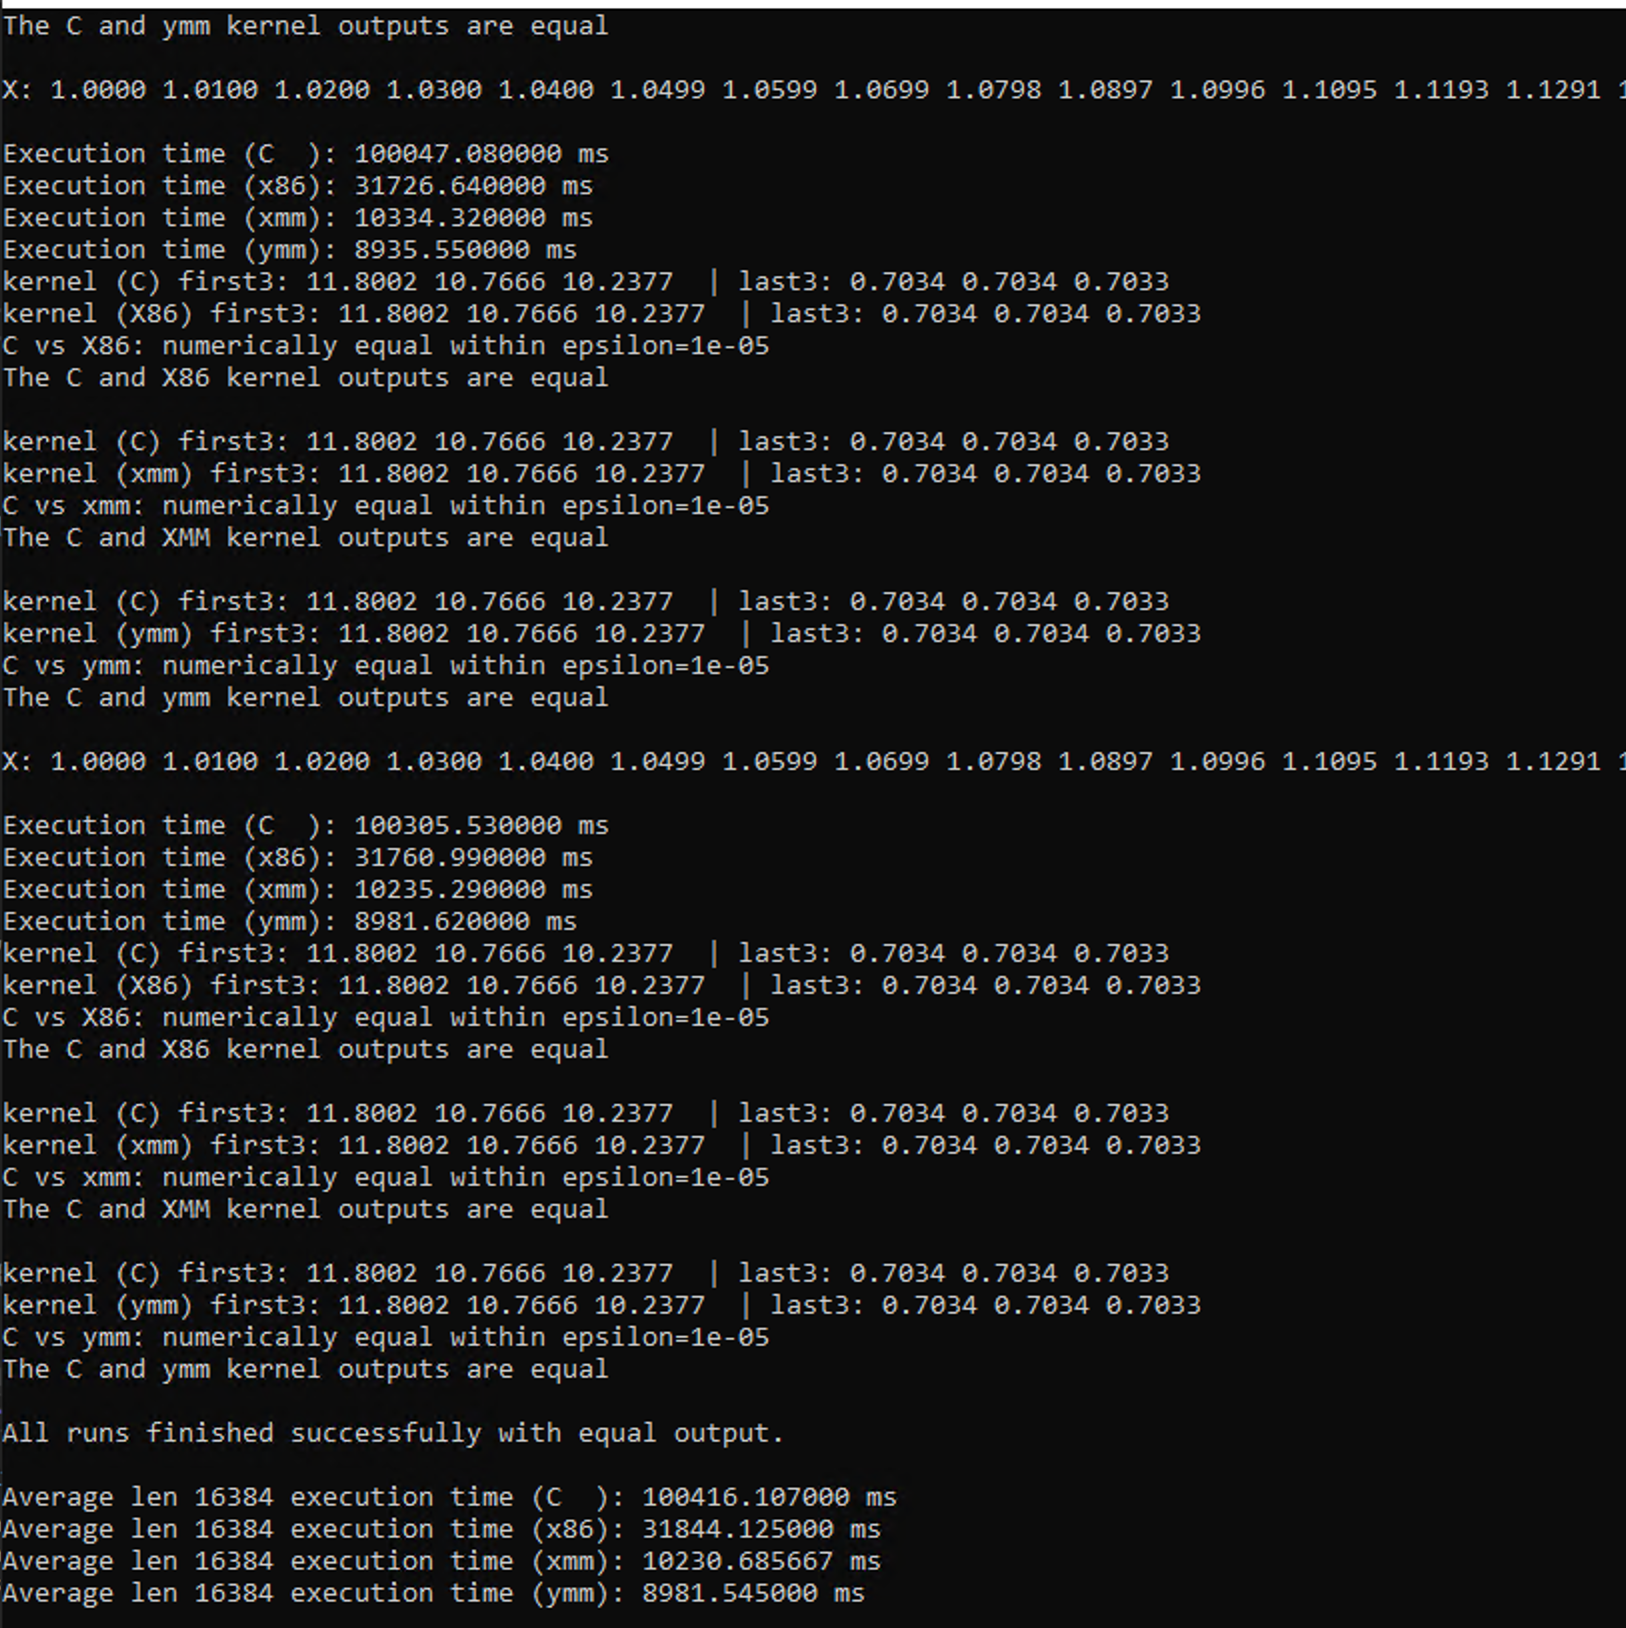 The C and ymm kernel outputs are equal
X: 1.0000 1.0100 1.0200 1.0300 1.0400 1.0499 1.0599 1.0699 1.0798 1.0897 1.0996 1.1095 1.1193 1.1291
Execution time (C  ): 100047.080000 ms
Execution time (x86): 31726.640000 ms
Execution time (xmm): 10334.320000 ms
Execution time (ymm): 8935.550000 ms
kernel (C) first3: 11.8002 10.7666 10.2377  | last3: 0.7034 0.7034 0.7033
kernel (X86) first3: 11.8002 10.7666 10.2377  | last3: 0.7034 0.7034 0.7033
C vs X86: numerically equal within epsilon=1e-05
The C and X86 kernel outputs are equal
kernel (C) first3: 11.8002 10.7666 10.2377  | last3: 0.7034 0.7034 0.7033
kernel (xmm) first3: 11.8002 10.7666 10.2377  | last3: 0.7034 0.7034 0.7033
C vs xmm: numerically equal within epsilon=1e-05
The C and XMM kernel outputs are equal
kernel (C) first3: 11.8002 10.7666 10.2377  | last3: 0.7034 0.7034 0.7033
kernel (ymm) first3: 11.8002 10.7666 10.2377  | last3: 0.7034 0.7034 0.7033
C vs ymm: numerically equal within epsilon=1e-05
The C and ymm kernel outputs are equal
X: 1.0000 1.0100 1.0200 1.0300 1.0400 1.0499 1.0599 1.0699 1.0798 1.0897 1.0996 1.1095 1.1193 1.1291
Execution time (C  ): 100305.530000 ms
Execution time (x86): 31760.990000 ms
Execution time (xmm): 10235.290000 ms
Execution time (ymm): 8981.620000 ms
kernel (C) first3: 11.8002 10.7666 10.2377  | last3: 0.7034 0.7034 0.7033
kernel (X86) first3: 11.8002 10.7666 10.2377  | last3: 0.7034 0.7034 0.7033
C vs X86: numerically equal within epsilon=1e-05
The C and X86 kernel outputs are equal
kernel (C) first3: 11.8002 10.7666 10.2377  | last3: 0.7034 0.7034 0.7033
kernel (xmm) first3: 11.8002 10.7666 10.2377  | last3: 0.7034 0.7034 0.7033
C vs xmm: numerically equal within epsilon=1e-05
The C and XMM kernel outputs are equal
kernel (C) first3: 11.8002 10.7666 10.2377  | last3: 0.7034 0.7034 0.7033
kernel (ymm) first3: 11.8002 10.7666 10.2377  | last3: 0.7034 0.7034 0.7033
C vs ymm: numerically equal within epsilon=1e-05
The C and ymm kernel outputs are equal
All runs finished successfully with equal output.
Average len 16384 execution time (C  ): 100416.107000 ms
Average len 16384 execution time (x86): 31844.125000 ms
Average len 16384 execution time (xmm): 10230.685667 ms
Average len 16384 execution time (ymm): 8981.545000 ms